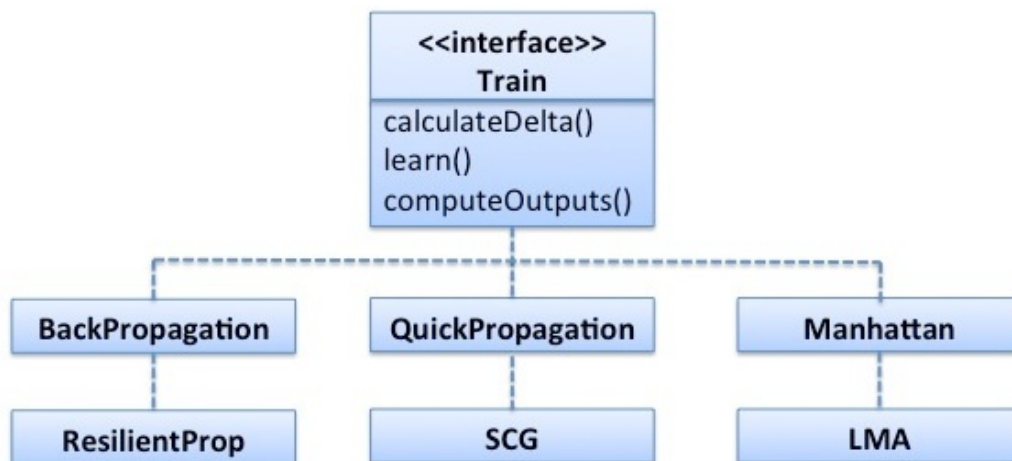 <<interface>>
Train
calculateDelta()
learn()
computeOutputs()
BackPropagation
QuickPropagation
Manhattan
ResilientProp
SCG
LMA